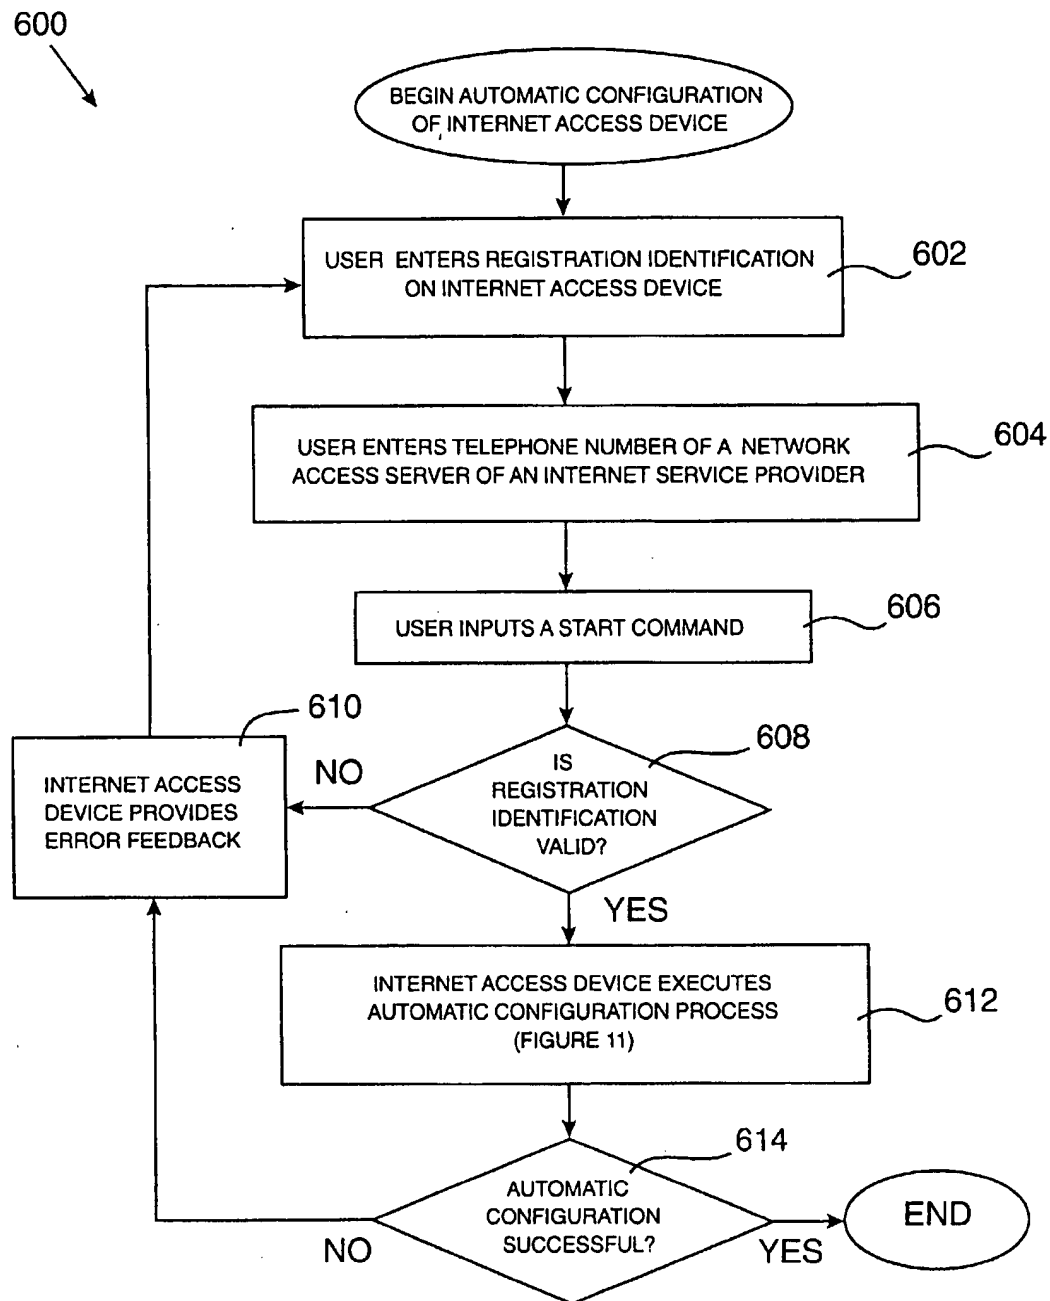 600
BEGIN AUTOMATIC CONFIGURATION
OF INTERNET ACCESS DEVICE
USER ENTERS REGISTRATION IDENTIFICATION
ON INTERNET ACCESS DEVICE
602
USER ENTERS TELEPHONE NUMBER OF A NETWORK
ACCESS SERVER OF AN INTERNET SERVICE PROVIDER
604
USER INPUTS A START COMMAND
606
610
608
IS
REGISTRATION
IDENTIFICATION
VALID?
NO
INTERNET ACCESS
DEVICE PROVIDES
ERROR FEEDBACK
YES
INTERNET ACCESS DEVICE EXECUTES
AUTOMATIC CONFIGURATION PROCESS
(FIGURE 11)
612
614
AUTOMATIC
CONFIGURATION
SUCCESSFUL?
NO
YES
END